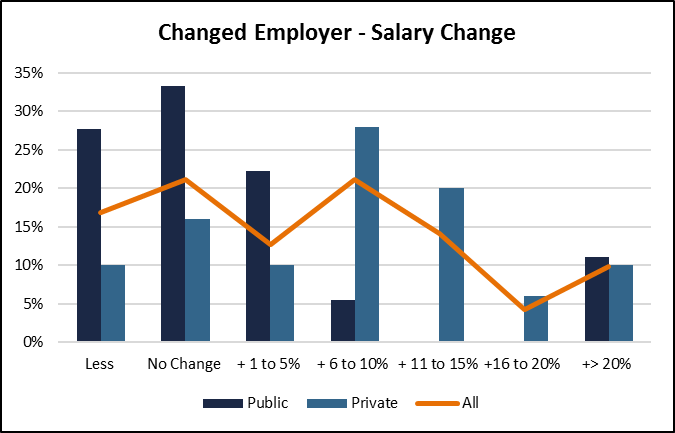 Changed Employer - Salary Change
35%
30%
25%
20%
15%
10%
5%
0%
Less No Change + 1 to 5% + 6 to 10% + 11 to 15% +16 to 20% +> 20%
Public Private All